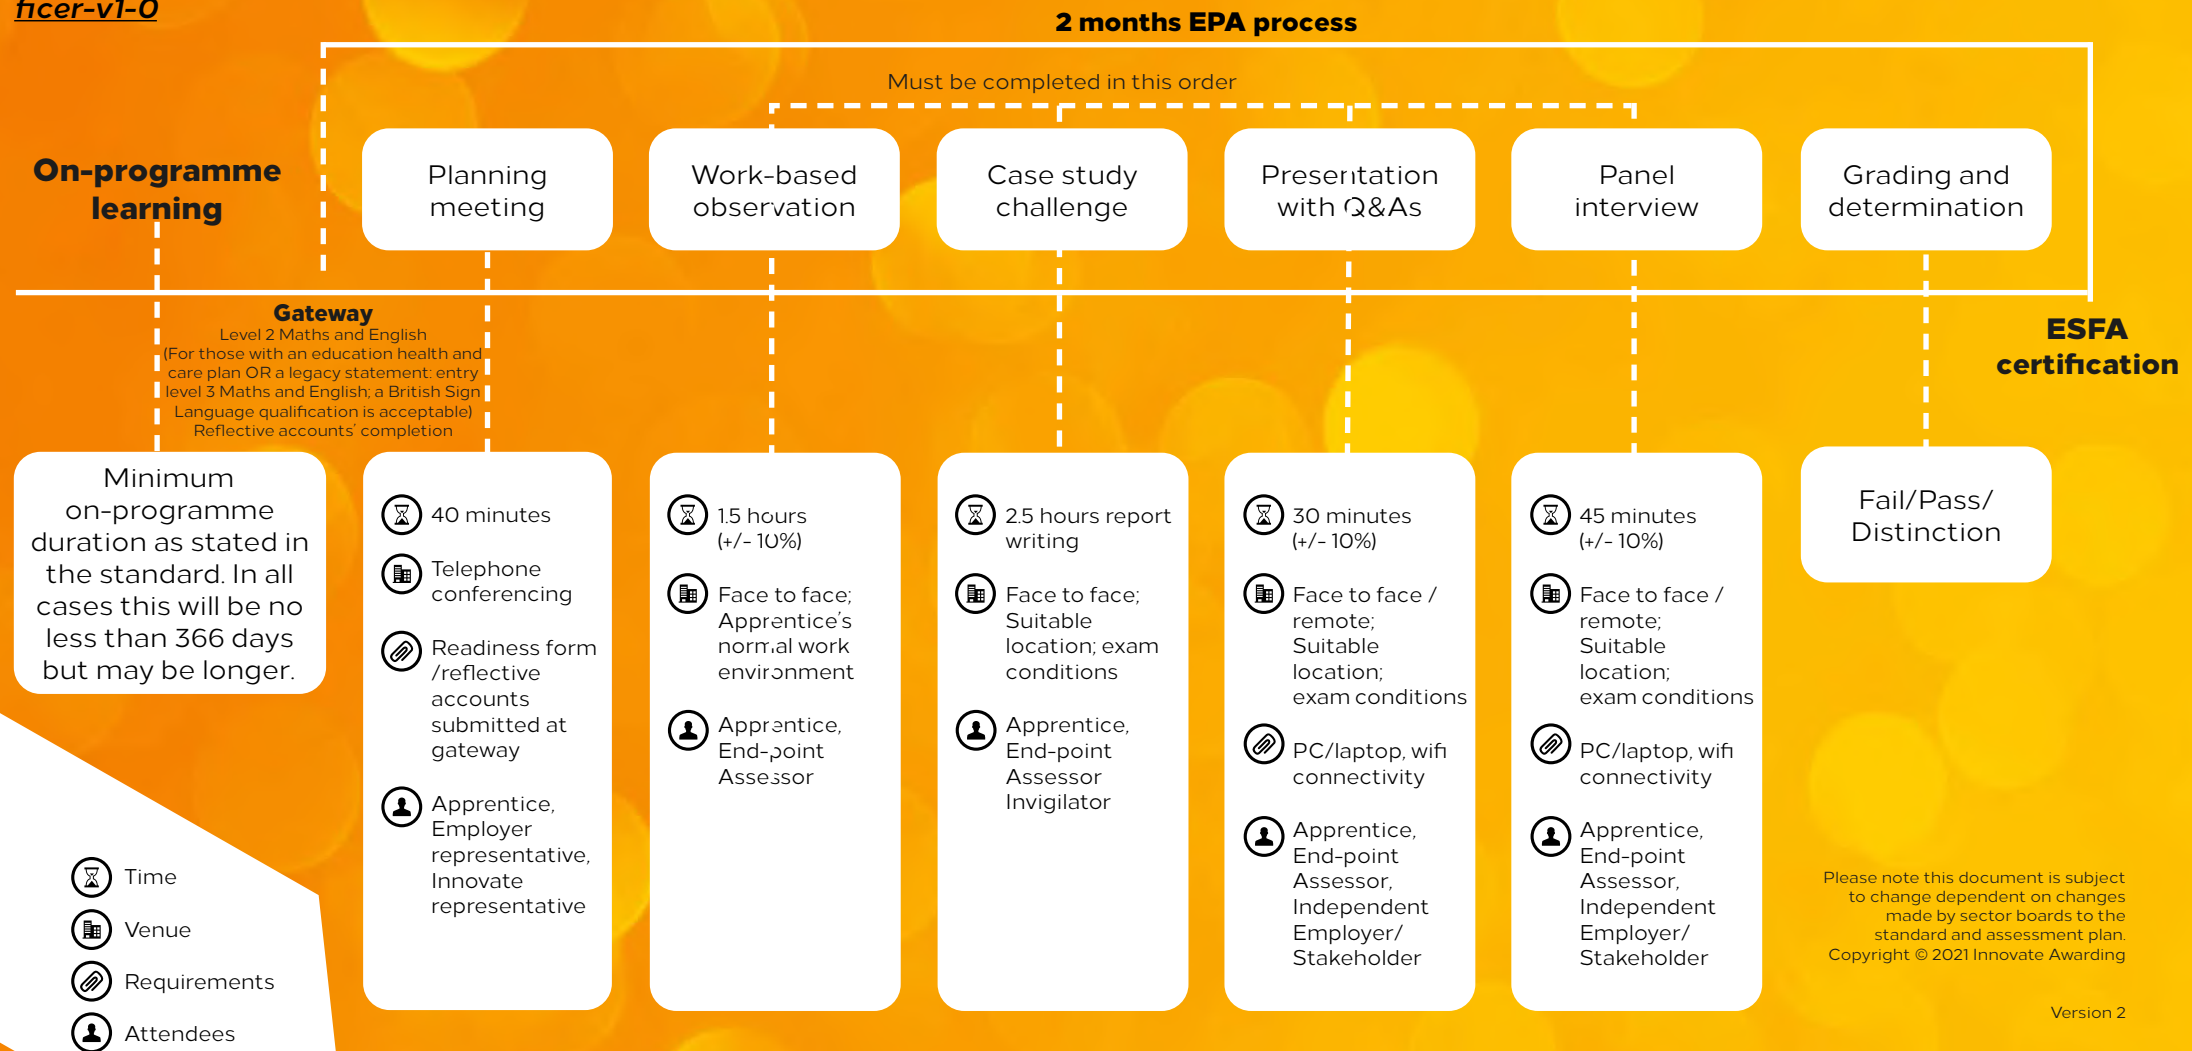 ficer-v1-0
2 months EPA process
Must be completed in this order
On-programme
learning
Planning
meeting
Work-based
observation
Case study
challenge
Presentation
with Q&As
Panel
interview
Grading and
determination
Gateway
Level 2 Maths and English
(For those with an education health and
care plan OR a legacy statement: entry
level 3 Maths and English; a British Sign
Language qualification is acceptable)
Reflective accounts' completion
ESFA
certification
Minimum
on-programme
duration as stated in
the standard. In all
cases this will be no
less than 366 days
but may be longer.
40 minutes
Telephone
conferencing
Readiness form
/reflective
accounts
submitted at
gateway
Apprentice,
Employer
representative,
Innovate
representative
1.5 hours
(+/- 10%)
Face to face;
Apprentice's
normal work
environment
Apprentice,
End-point
Assessor
2.5 hours report
writing
Face to face;
Suitable
location; exam
conditions
Apprentice,
End-point
Assessor
Invigilator
30 minutes
(+/- 10%)
Face to face /
remote;
Suitable
location;
exam conditions
PC/laptop, wifi
connectivity
Apprentice,
End-point
Assessor,
Independent
Employer/
Stakeholder
45 minutes
(+/- 10%)
Face to face /
remote;
Suitable
location;
exam conditions
PC/laptop, wifi
connectivity
Apprentice,
End-point
Assessor,
Independent
Employer/
Stakeholder
Fail/Pass/
Distinction
Time
Venue
Requirements
Attendees
Please note this document is subject
to change dependent on changes
made by sector boards to the
standard and assessment plan.
Copyright © 2021 Innovate Awarding
Version 2